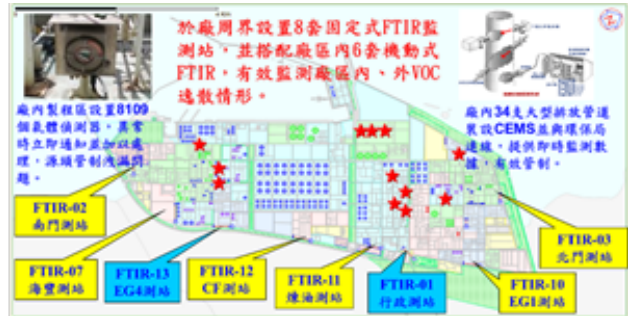 於廠周界設置8套固定式FTIR監
測站，並搭配廠區內6套機動式
FTIR，有效監測廠區內、外VOC
逸散情形。
廠內製程區設置8109
個氣體偵測器，異常
時立即通知並加以處
理，源頭管制洩漏問
題。
廠內34支大型排放管道
裝設CEMS並與環保局
連線，提供即時監測數
據，有效管制。
FTIR-02
南門測站
FTIR-07
海豐測站
FTIR-13
EG4測站
FTIR-12
CF測站
FTIR-11
煉油測站
FTIR-01
行政測站
FTIR-10
EG1測站
FTIR-03
北門測站